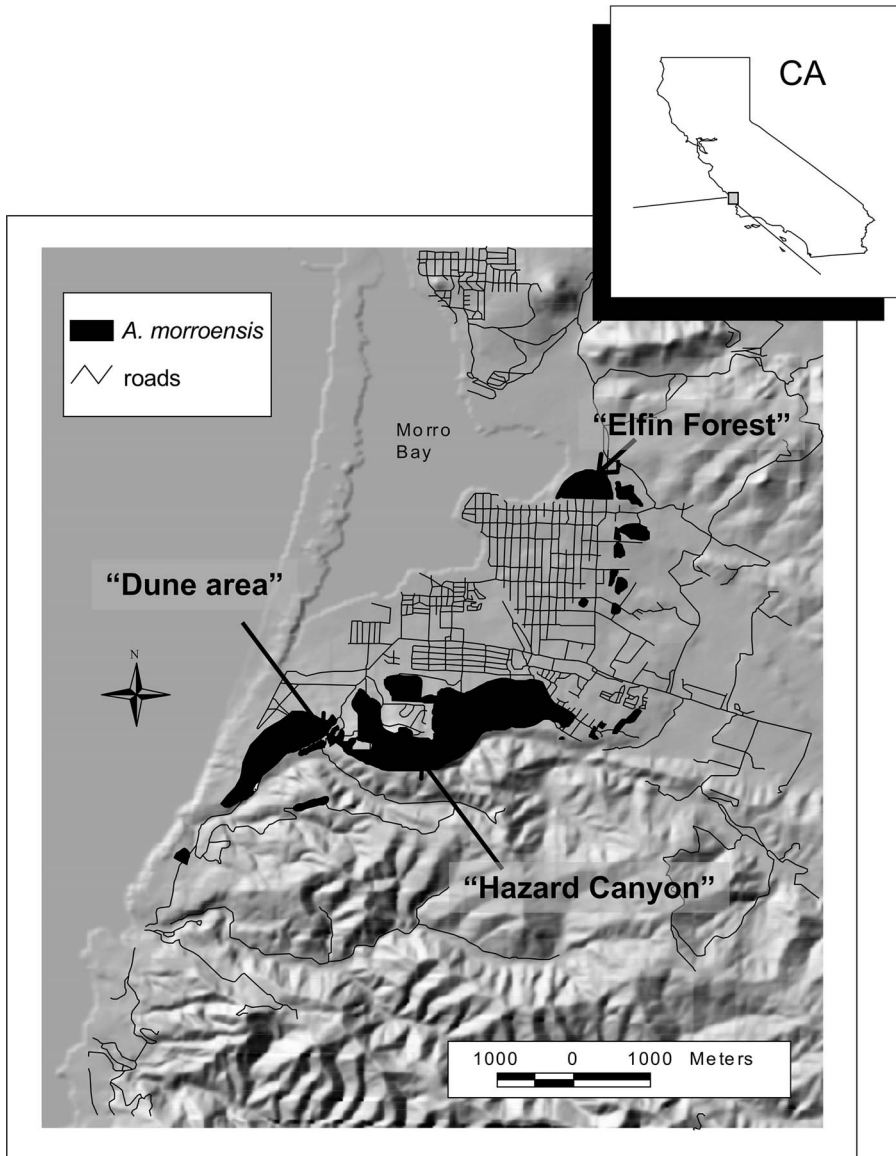 CA
A. morroensis
roads
Morro
Bay
“Elfin Forest”
“Dune area”
N
“Hazard Canyon”
1000 0 1000 Meters